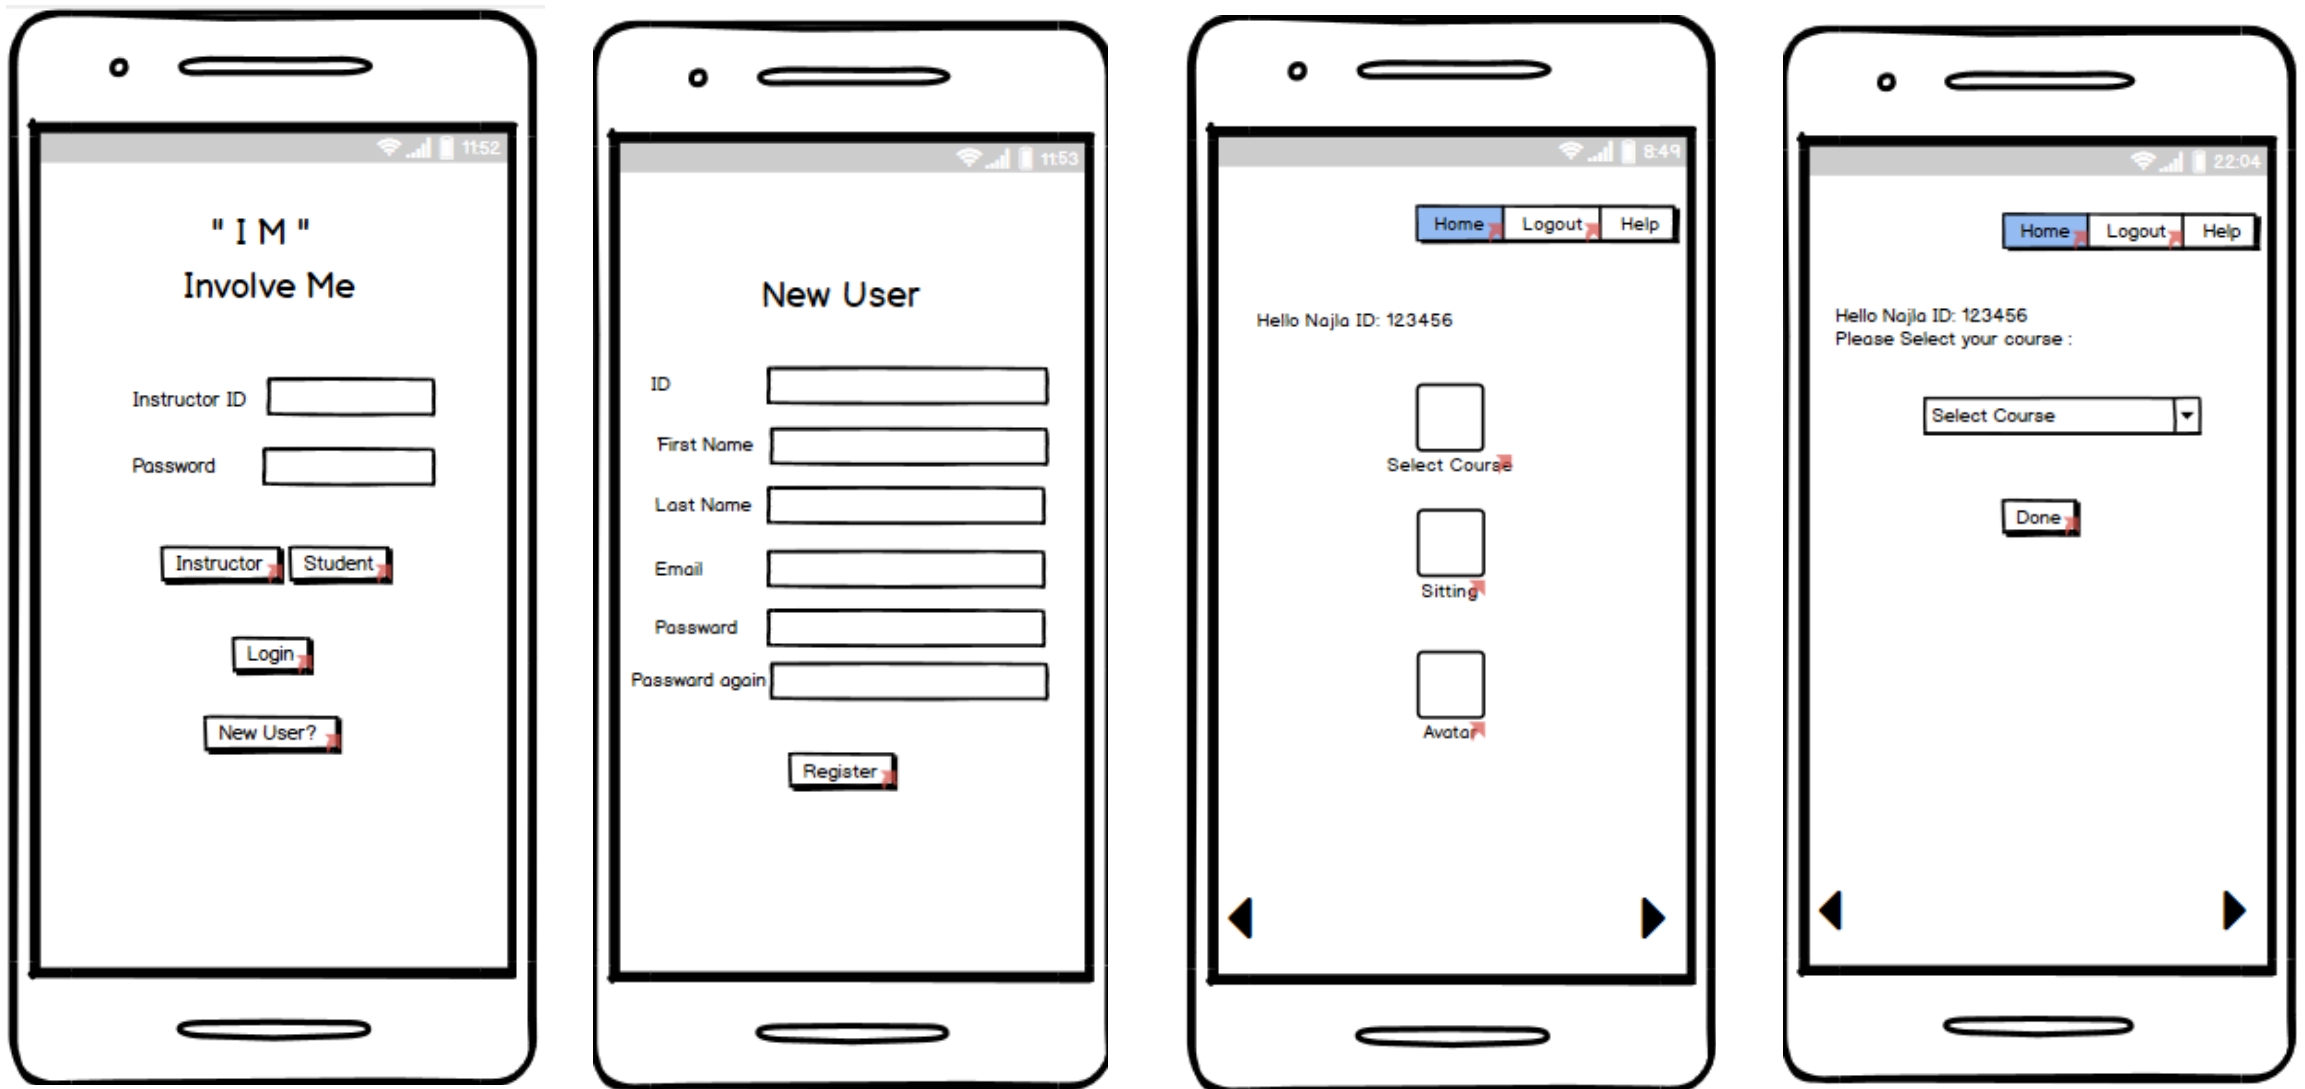 11:52
" I M "
Involve Me
Instructor ID
Password
Instructor Student
Login
New User?
11:53
New User
ID
First Name
Last Name
Email
Password
Password again
Register
8:49
Home Logout Help
Hello Najla ID: 123456
Select Course
Sitting
Avatar
22:04
Home Logout Help
Hello Najla ID: 123456
Please Select your course :
Select Course
Done